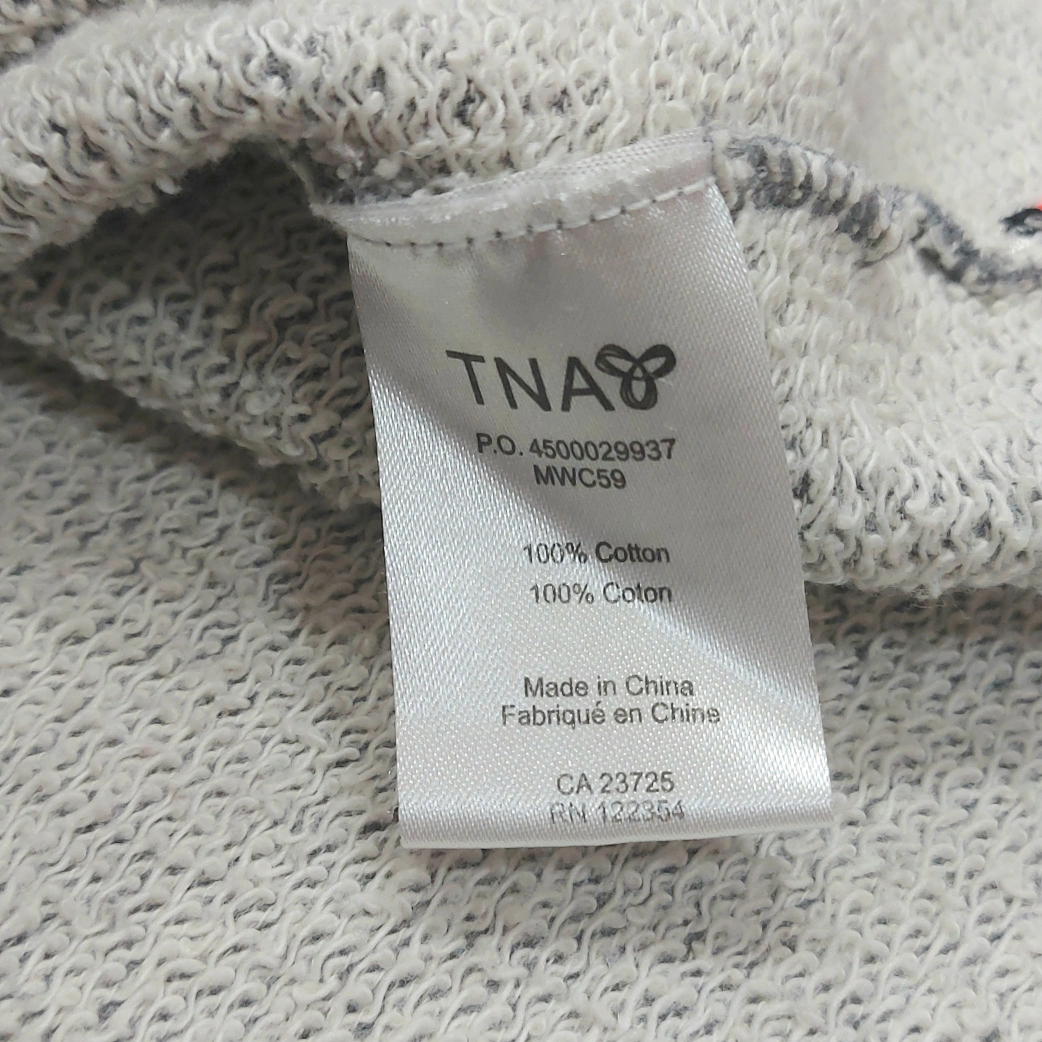 TNA
P.O. 4500029937
MWC59
100% Cotton
100% Coton
Made in China
Fabriqué en Chine
CA 23725
RN 122354